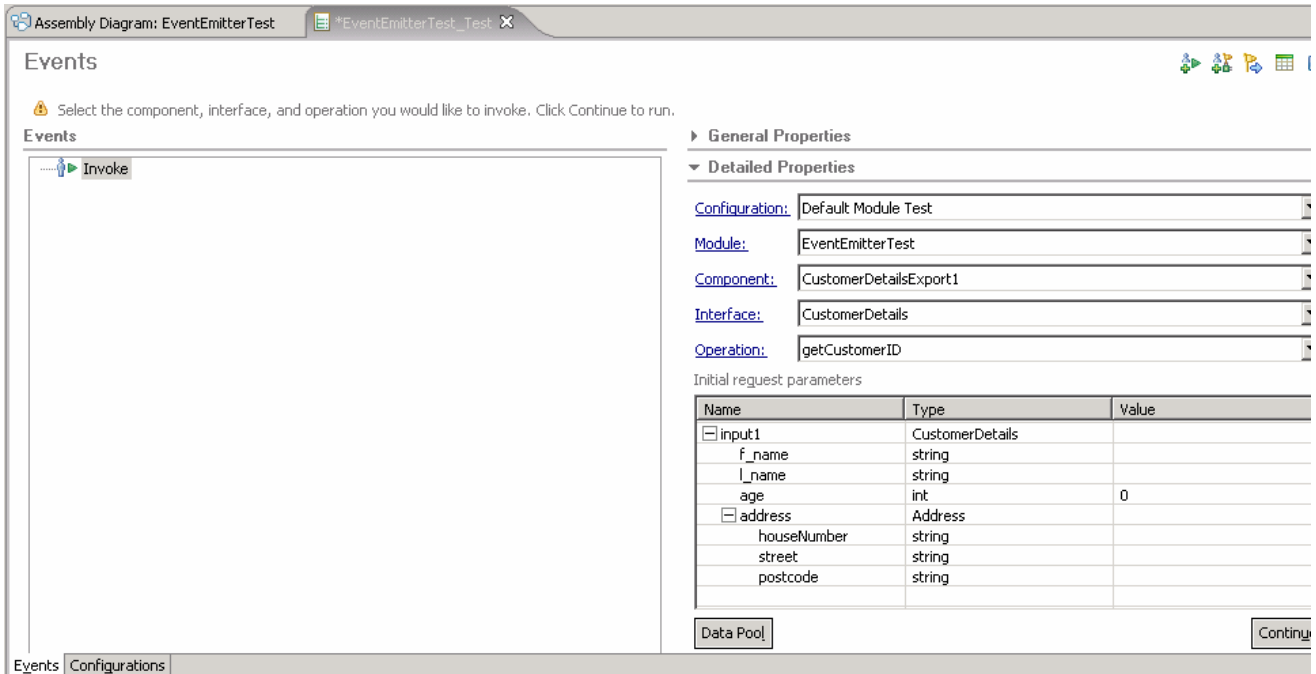 Assembly Diagram: EventEmitterTest
*EventEmitterTest_Test
Events
Select the component, interface, and operation you would like to invoke. Click Continue to run.
Events
Invoke
General Properties
Detailed Properties
Configuration: Default Module Test
Module: EventEmitterTest
Component: CustomerDetailsExport1
Interface: CustomerDetails
Operation: getCustomerID
Initial request parameters
Name Type Value
input1 CustomerDetails
f_name string
l_name string
age int 0
address Address
houseNumber string
street string
postcode string
Data Pool
Continue
Events Configurations